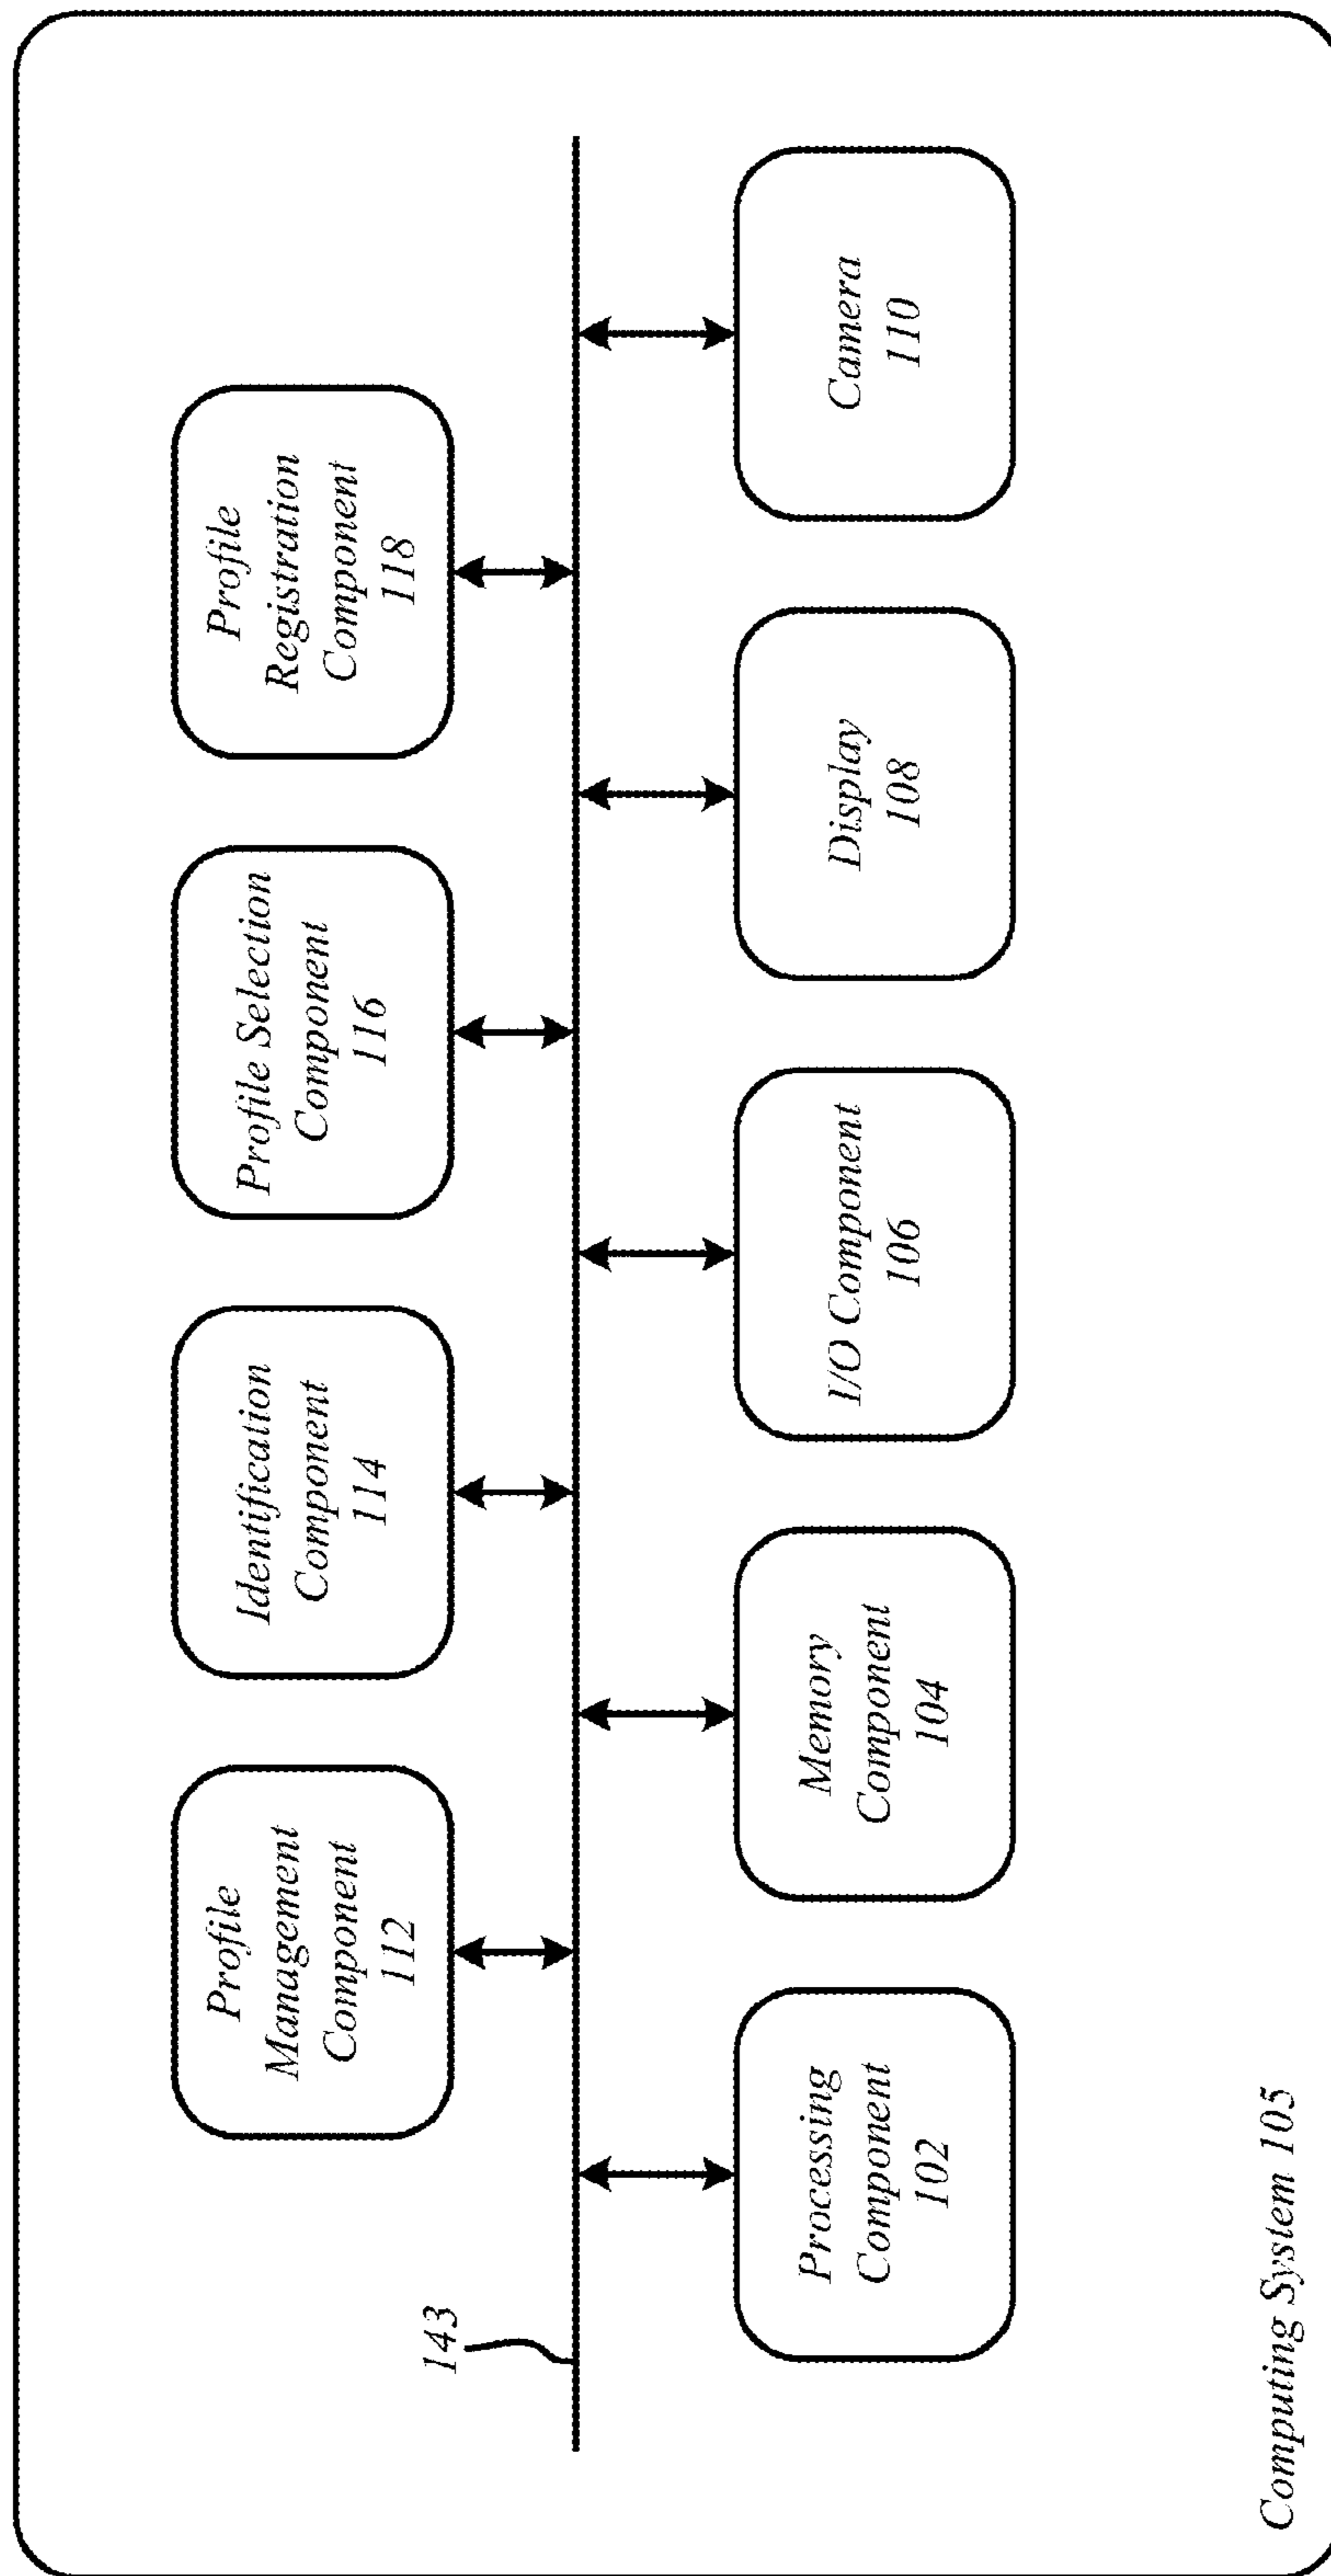 Profile
Management
Component
112
Identification
Component
114
Profile Selection
Component
116
Profile
Registration
Component
118
143
Processing
Component
102
Memory
Component
104
I/O Component
106
Display
108
Camera
110
Computing System 105